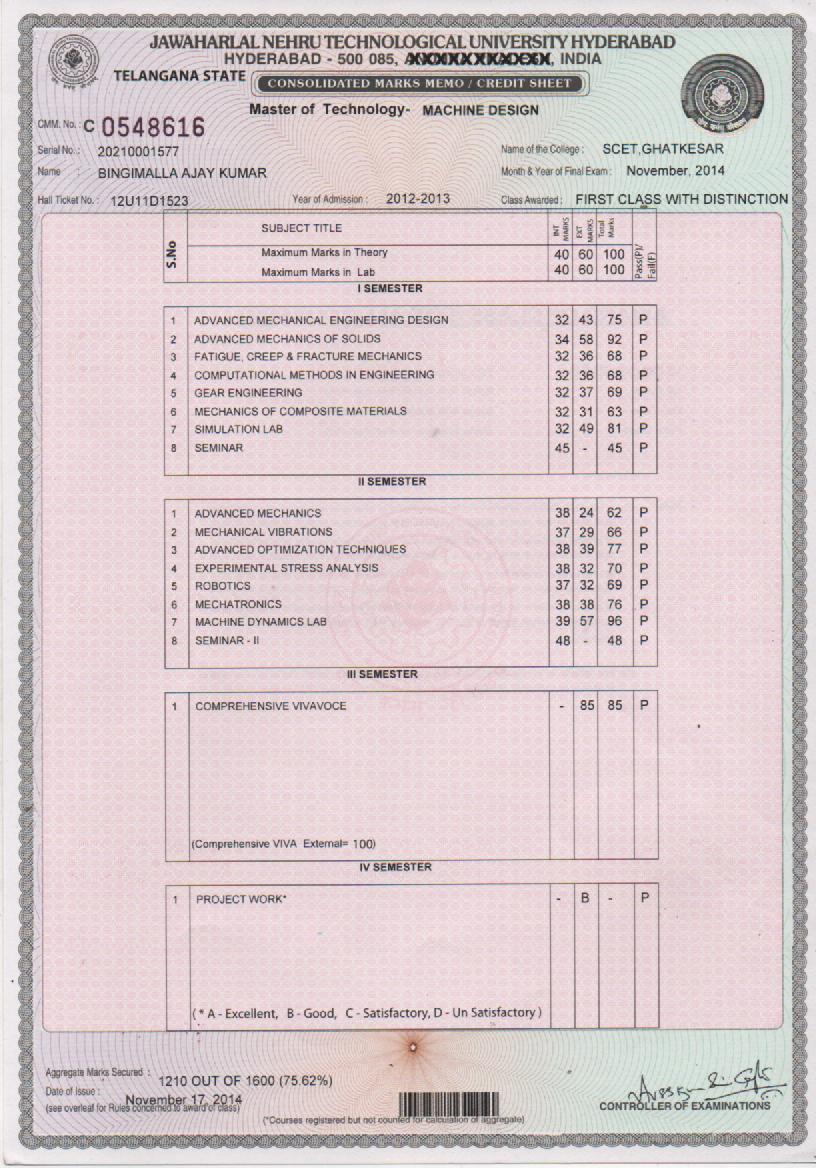 JAWAHARLAL NEHRU TECHNOLOGICAL UNIVERSITY HYDERABAD
HYDERABAD - 500 085, INDIA
TELANGANA STATE
CONSOLIDATED MARKS MEMO / CREDIT SHEET
Master of Technology- MACHINE DESIGN
CMM. No. : C 0548616
Serial No. : 20210001577 Name of the College : SCET,GHATKESAR
Name : BINGIMALLA AJAY KUMAR Month & Year of Final Exam : November, 2014
Hall Ticket No. : 12U11D1523 Year of Admission : 2012-2013 Class Awarded : FIRST CLASS WITH DISTINCTION
S.No SUBJECT TITLE INT MARKS EXT MARKS Total Marks Pass(P)/ Fail(F)
Maximum Marks in Theory 40 60 100
Maximum Marks in Lab 40 60 100
I SEMESTER
1 ADVANCED MECHANICAL ENGINEERING DESIGN 32 43 75 P
2 ADVANCED MECHANICS OF SOLIDS 34 58 92 P
3 FATIGUE, CREEP & FRACTURE MECHANICS 32 36 68 P
4 COMPUTATIONAL METHODS IN ENGINEERING 32 36 68 P
5 GEAR ENGINEERING 32 37 69 P
6 MECHANICS OF COMPOSITE MATERIALS 32 31 63 P
7 SIMULATION LAB 32 49 81 P
8 SEMINAR 45 - 45 P
II SEMESTER
1 ADVANCED MECHANICS 38 24 62 P
2 MECHANICAL VIBRATIONS 37 29 66 P
3 ADVANCED OPTIMIZATION TECHNIQUES 38 39 77 P
4 EXPERIMENTAL STRESS ANALYSIS 38 32 70 P
5 ROBOTICS 37 32 69 P
6 MECHATRONICS 38 38 76 P
7 MACHINE DYNAMICS LAB 39 57 96 P
8 SEMINAR - II 48 - 48 P
III SEMESTER
1 COMPREHENSIVE VIVAVOCE - 85 85 P
(Comprehensive VIVA External= 100)
IV SEMESTER
1 PROJECT WORK* - B - P
( * A - Excellent, B - Good, C - Satisfactory, D - Un Satisfactory )
Aggregate Marks Secured : 1210 OUT OF 1600 (75.62%)
Date of Issue : November 17, 2014
(see overleaf for Rules concerned to award of class)
CONTROLLER OF EXAMINATIONS
(*Courses registered but not counted for calculation of aggregate)